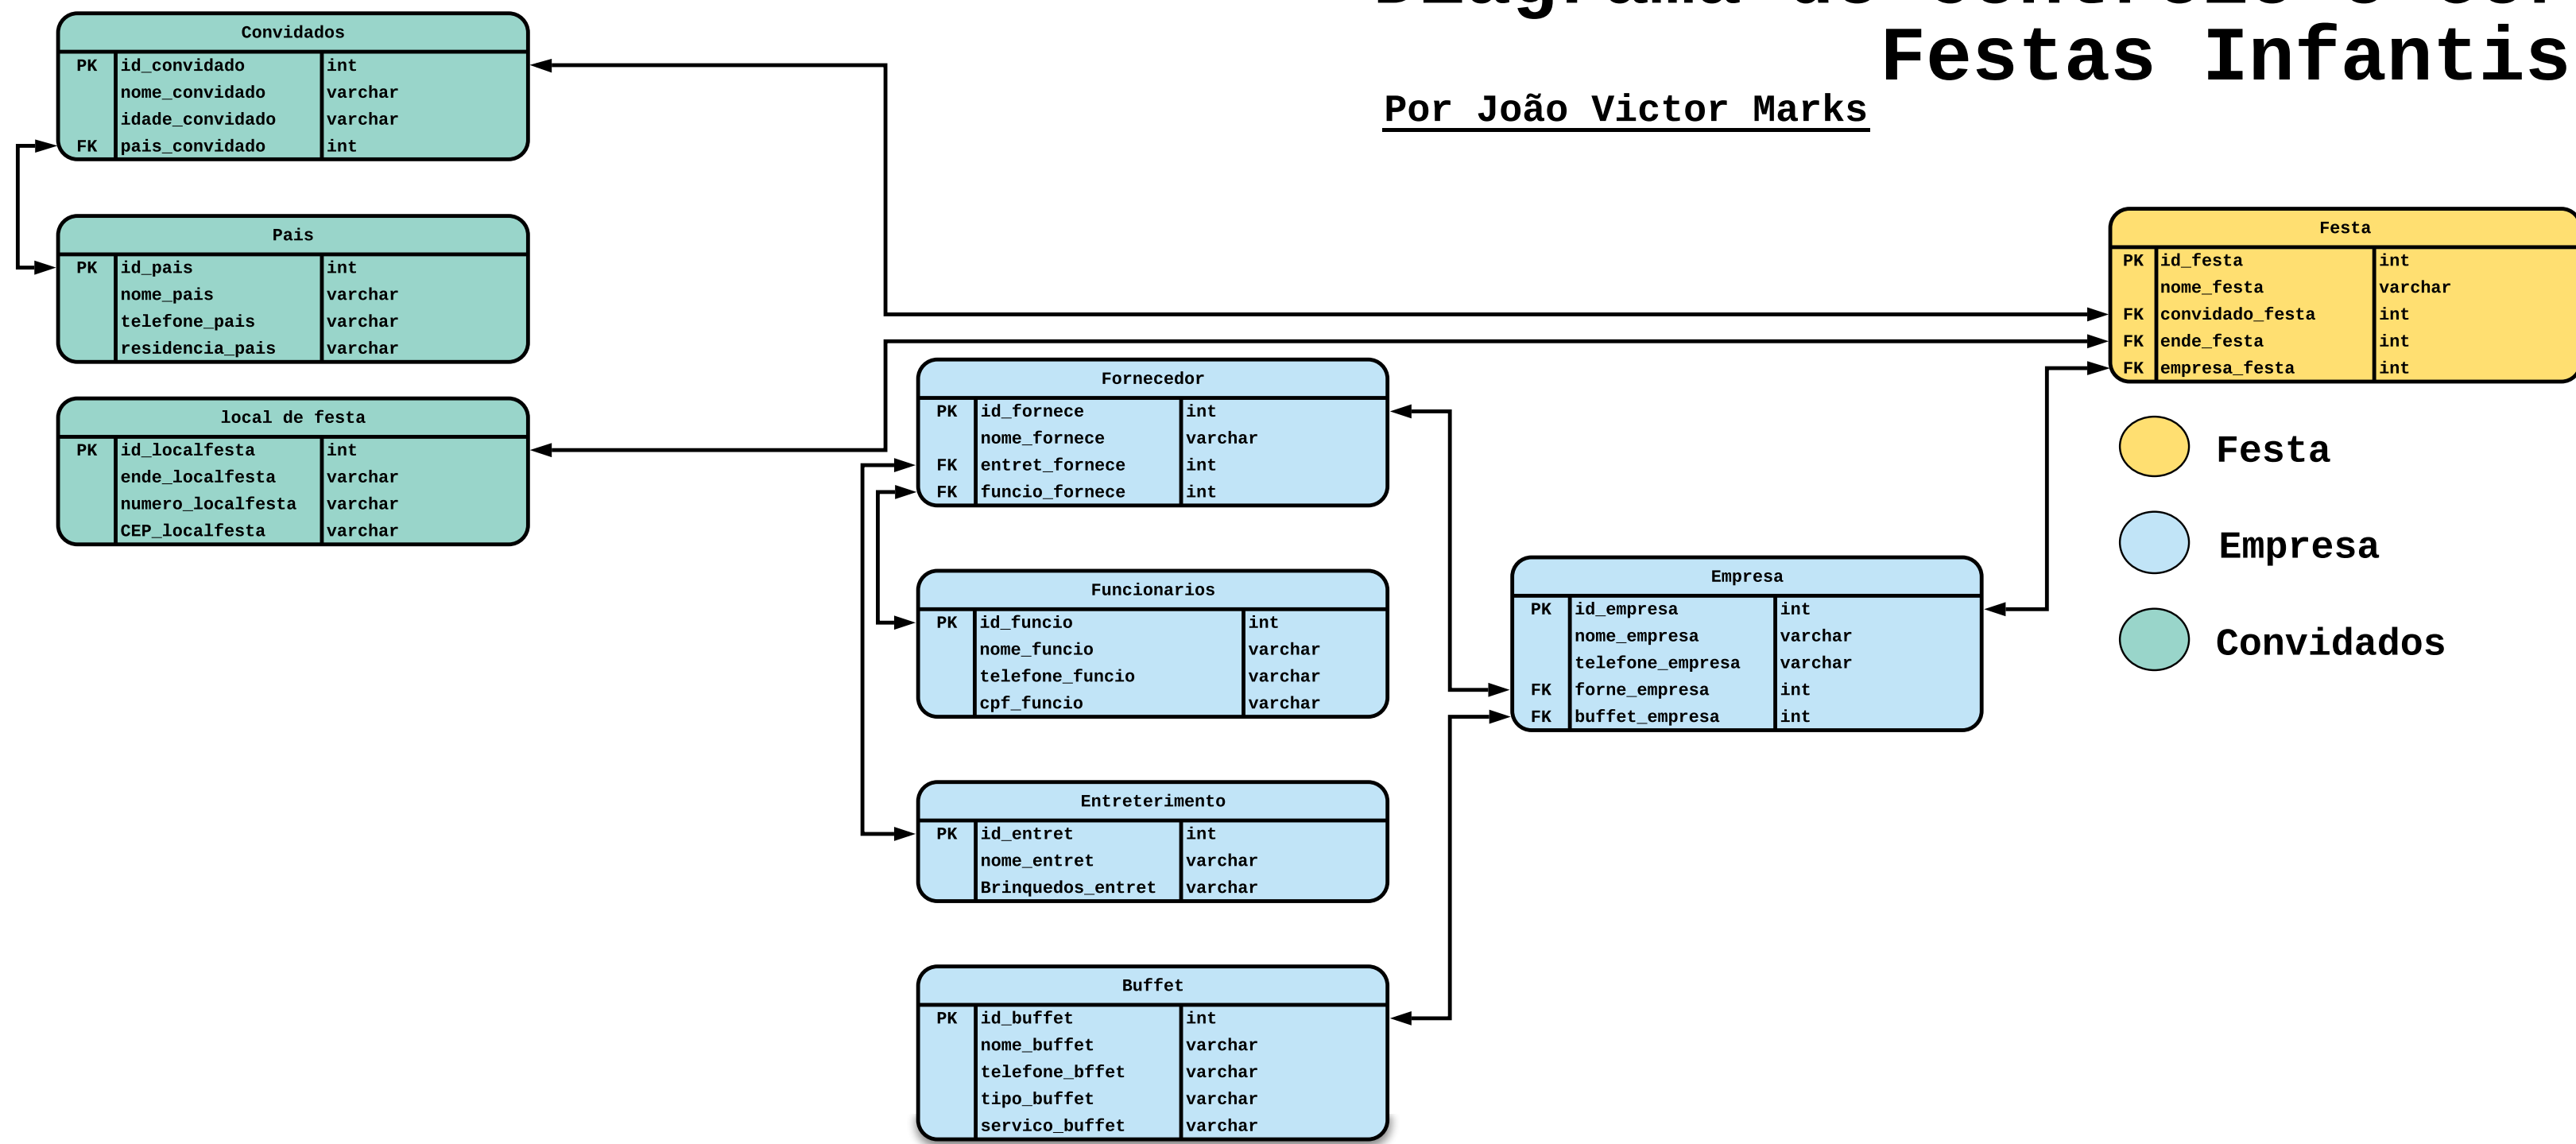 Diagrama de controle e
Festas Infantis
Por João Victor Marks
Convidados
PK id_convidado int
nome_convidado varchar
idade_convidado varchar
FK pais_convidado int
Pais
PK id_pais int
nome_pais varchar
telefone_pais varchar
residencia_pais varchar
local de festa
PK id_localfesta int
ende_localfesta varchar
numero_localfesta varchar
CEP_localfesta varchar
Fornecedor
PK id_fornece int
nome_fornece varchar
FK entret_fornece int
FK funcio_fornece int
Funcionarios
PK id_funcio int
nome_funcio varchar
telefone_funcio varchar
cpf_funcio varchar
Entreterimento
PK id_entret int
nome_entret varchar
Brinquedos_entret varchar
Buffet
PK id_buffet int
nome_buffet varchar
telefone_bffet varchar
tipo_buffet varchar
servico_buffet varchar
Empresa
PK id_empresa int
nome_empresa varchar
telefone_empresa varchar
FK forne_empresa int
FK buffet_empresa int
Festa
PK id_festa int
nome_festa varchar
FK convidado_festa int
FK ende_festa int
FK empresa_festa int
Festa
Empresa
Convidados